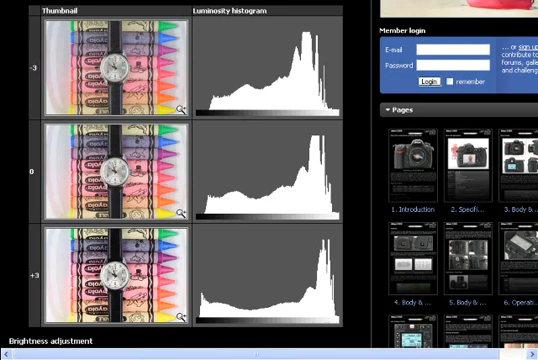 Thumbnail
Luminosity histogram
-3
0
+3
Brightness adjustment
Member login
E-mail
Password
Login
remember
... or sign up
contribute to
forums, galle
and challeng
Pages
1. Introduction
2. Specifi...
3. Body &
4. Body & ...
5. Body & ...
6. Operati